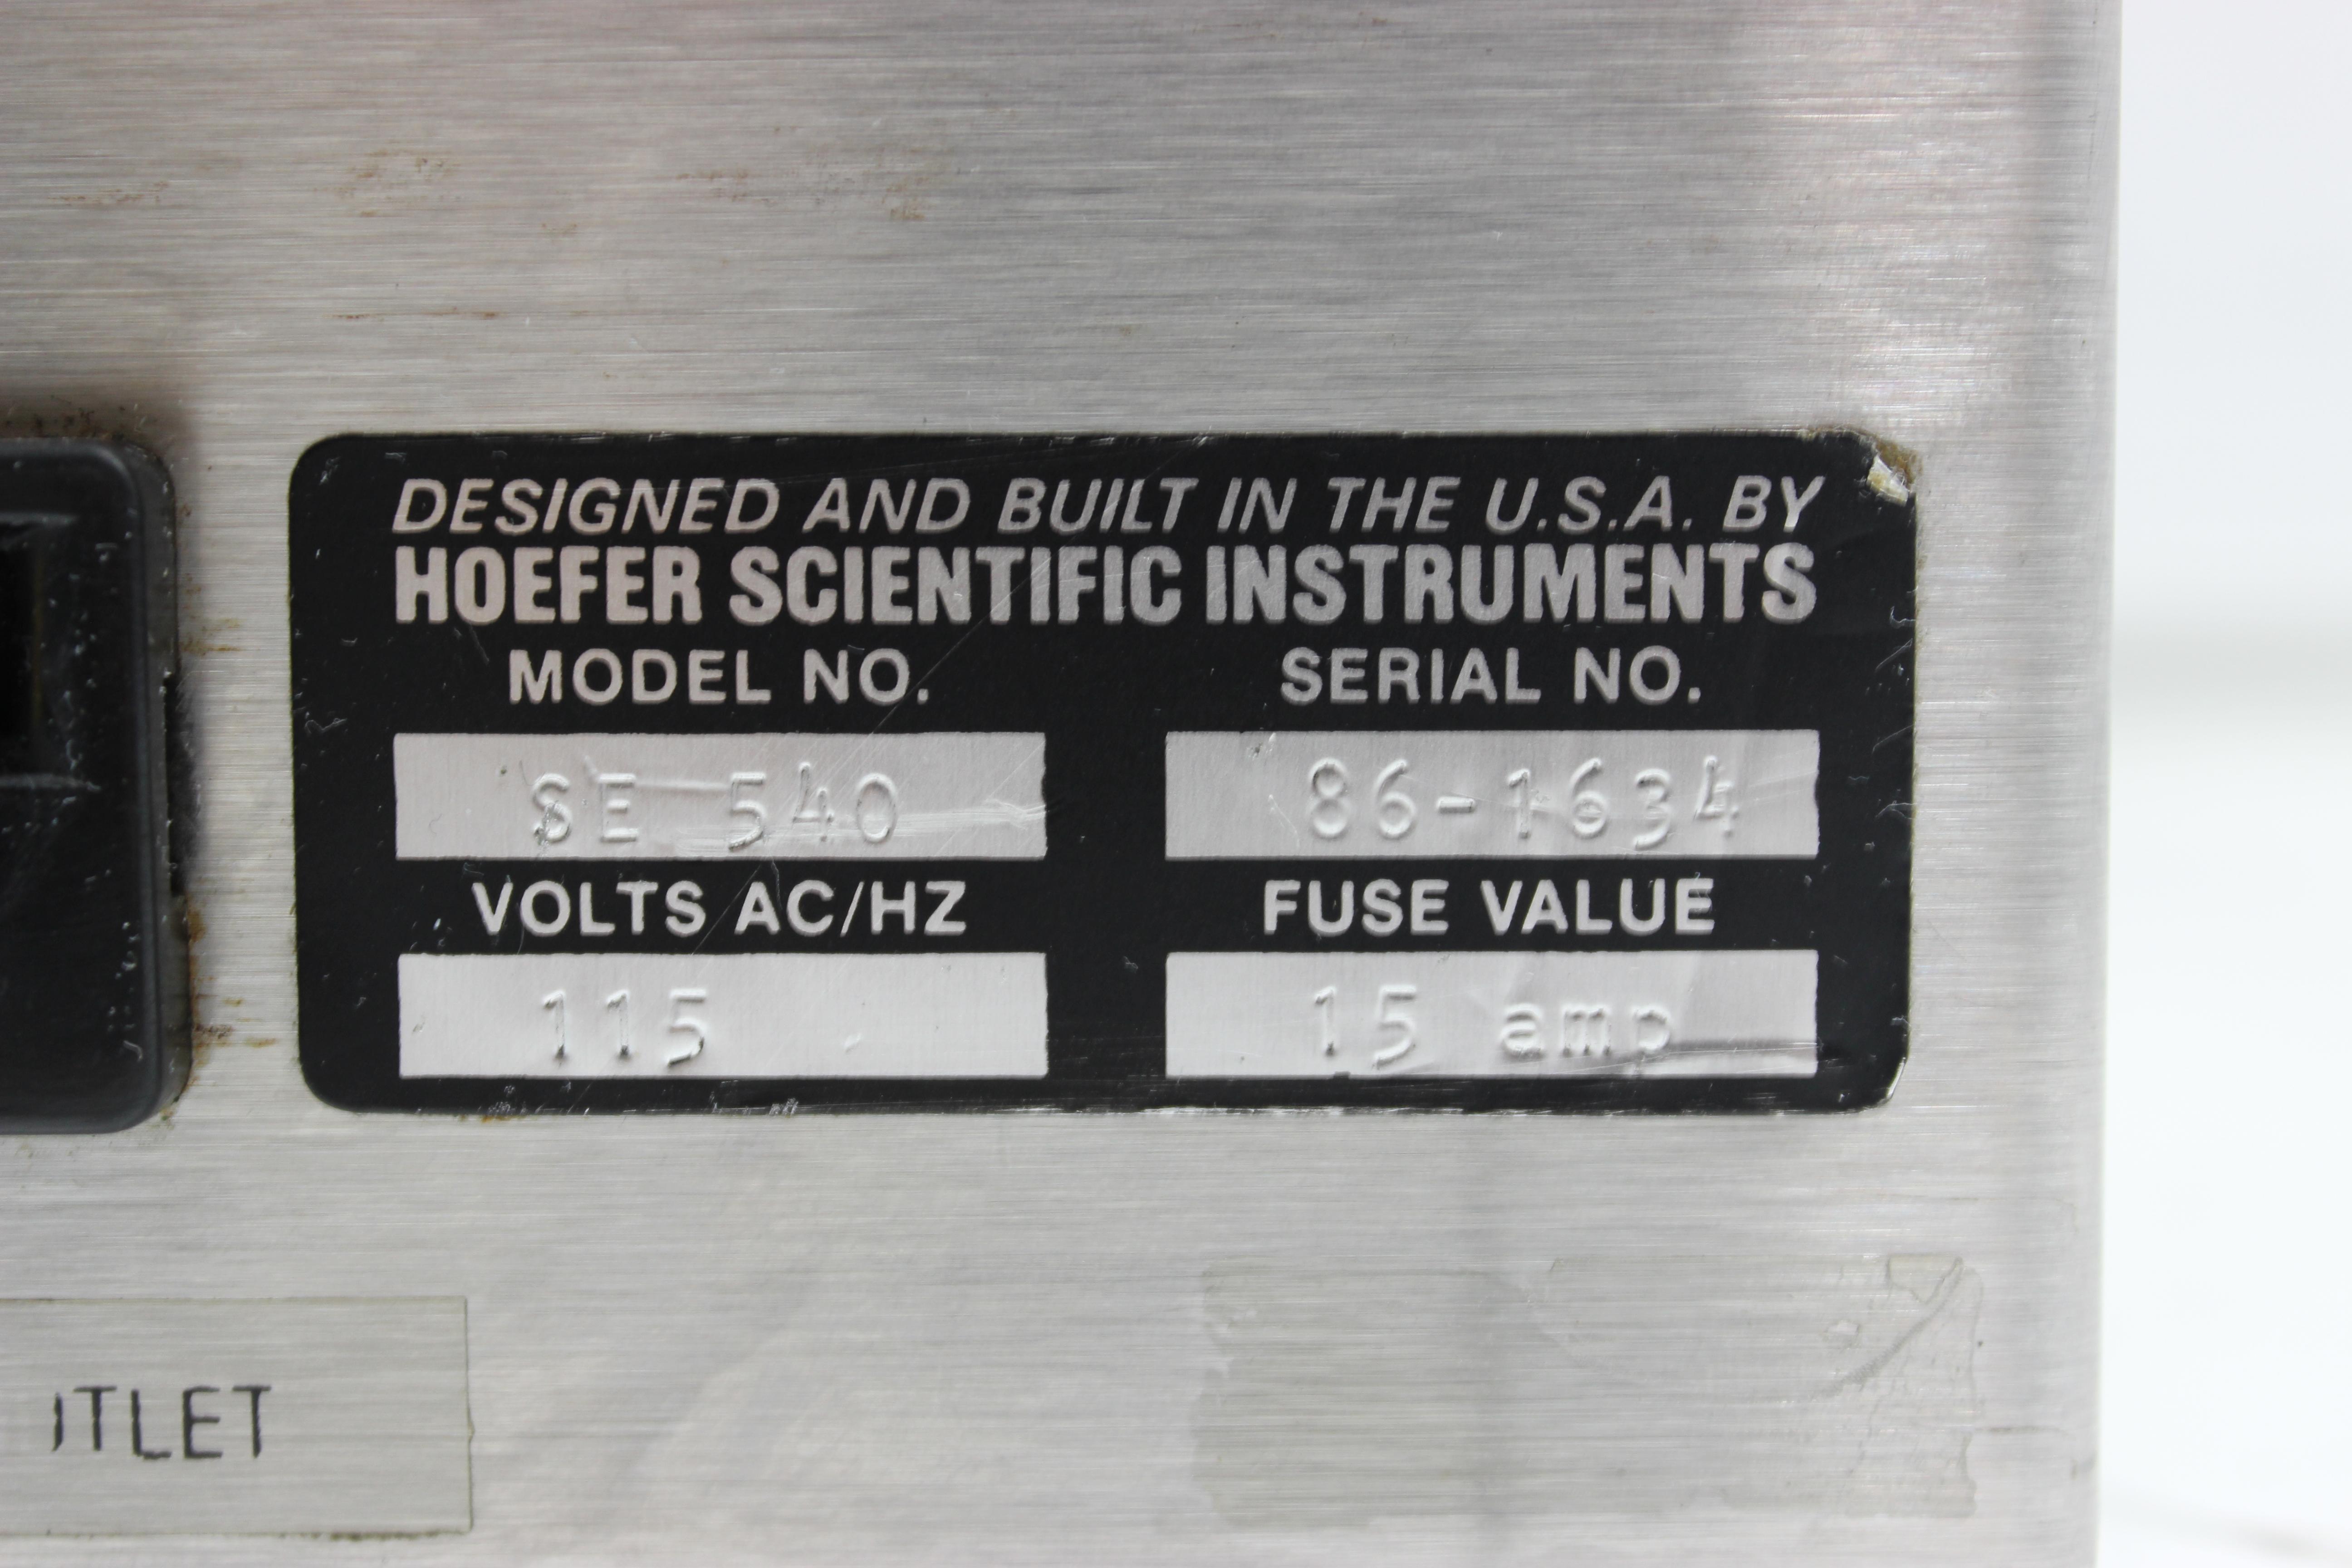 DESIGNED AND BUILT IN THE U.S.A. BY
HOEFER SCIENTIFIC INSTRUMENTS
MODEL NO. SERIAL NO.
SE 540 86-1634
VOLTS AC/HZ FUSE VALUE
115 15 amp